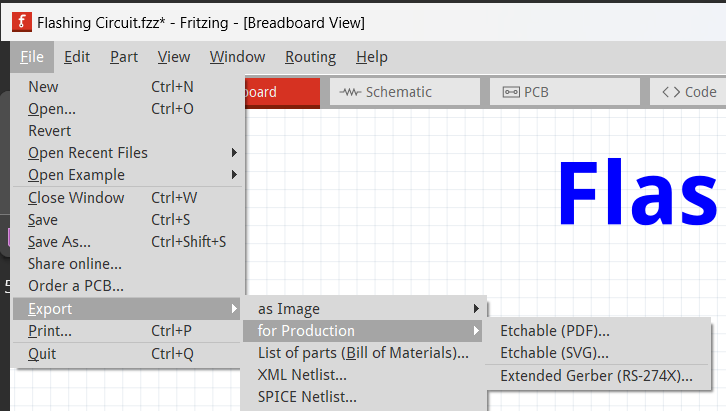 Flashing Circuit.fzz* - Fritzing - [Breadboard View]
File Edit Part View Window Routing Help
New Ctrl+N
Open... Ctrl+O
Revert
Open Recent Files
Open Example
Close Window Ctrl+W
Save Ctrl+S
Save As... Ctrl+Shift+S
Share online...
Order a PCB...
Export
Print... Ctrl+P
Quit Ctrl+Q
oard Schematic PCB Code
Flas
as Image
for Production
List of parts (Bill of Materials)...
XML Netlist...
SPICE Netlist...
Etchable (PDF)...
Etchable (SVG)...
Extended Gerber (RS-274X)...